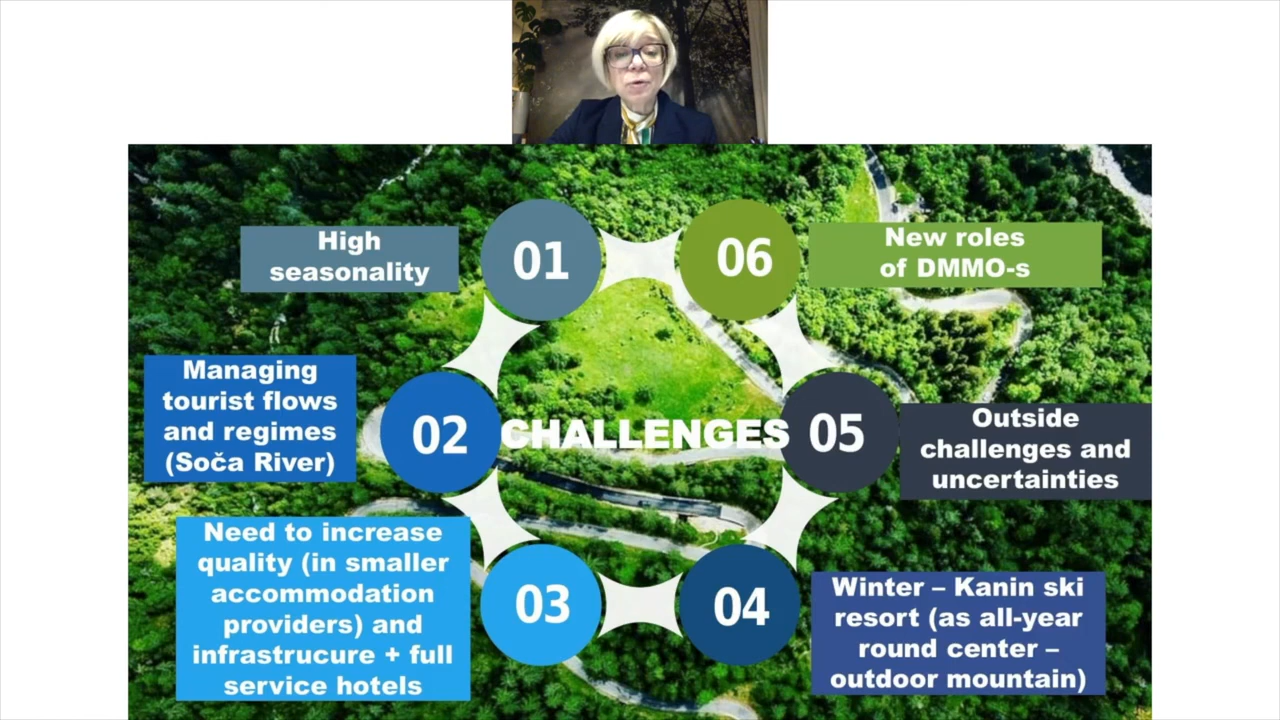 01
High
seasonality
02
Managing
tourist flows
and regimes
(Soča River)
03
Need to increase
quality (in smaller
accommodation
providers) and
infrastrucure + full
service hotels
CHALLENGES
06
New roles
of DMMO-s
05
Outside
challenges and
uncertainties
04
Winter – Kanin ski
resort (as all-year
round center –
outdoor mountain)